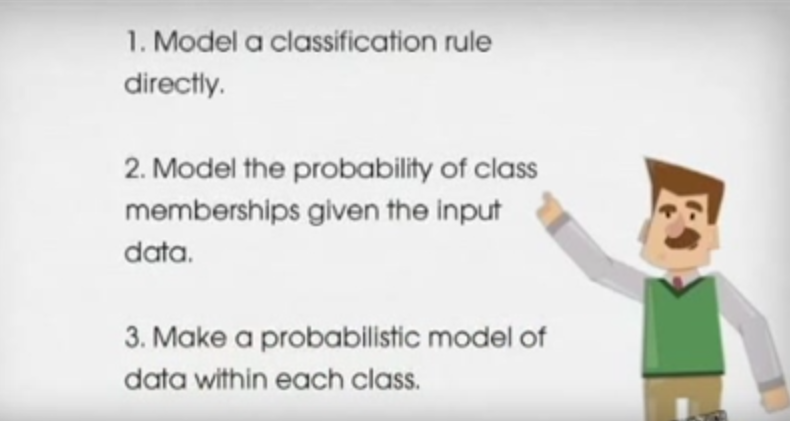 1. Model a classification rule
directly.
2. Model the probability of class
memberships given the input
data.
3. Make a probabilistic model of
data within each class.